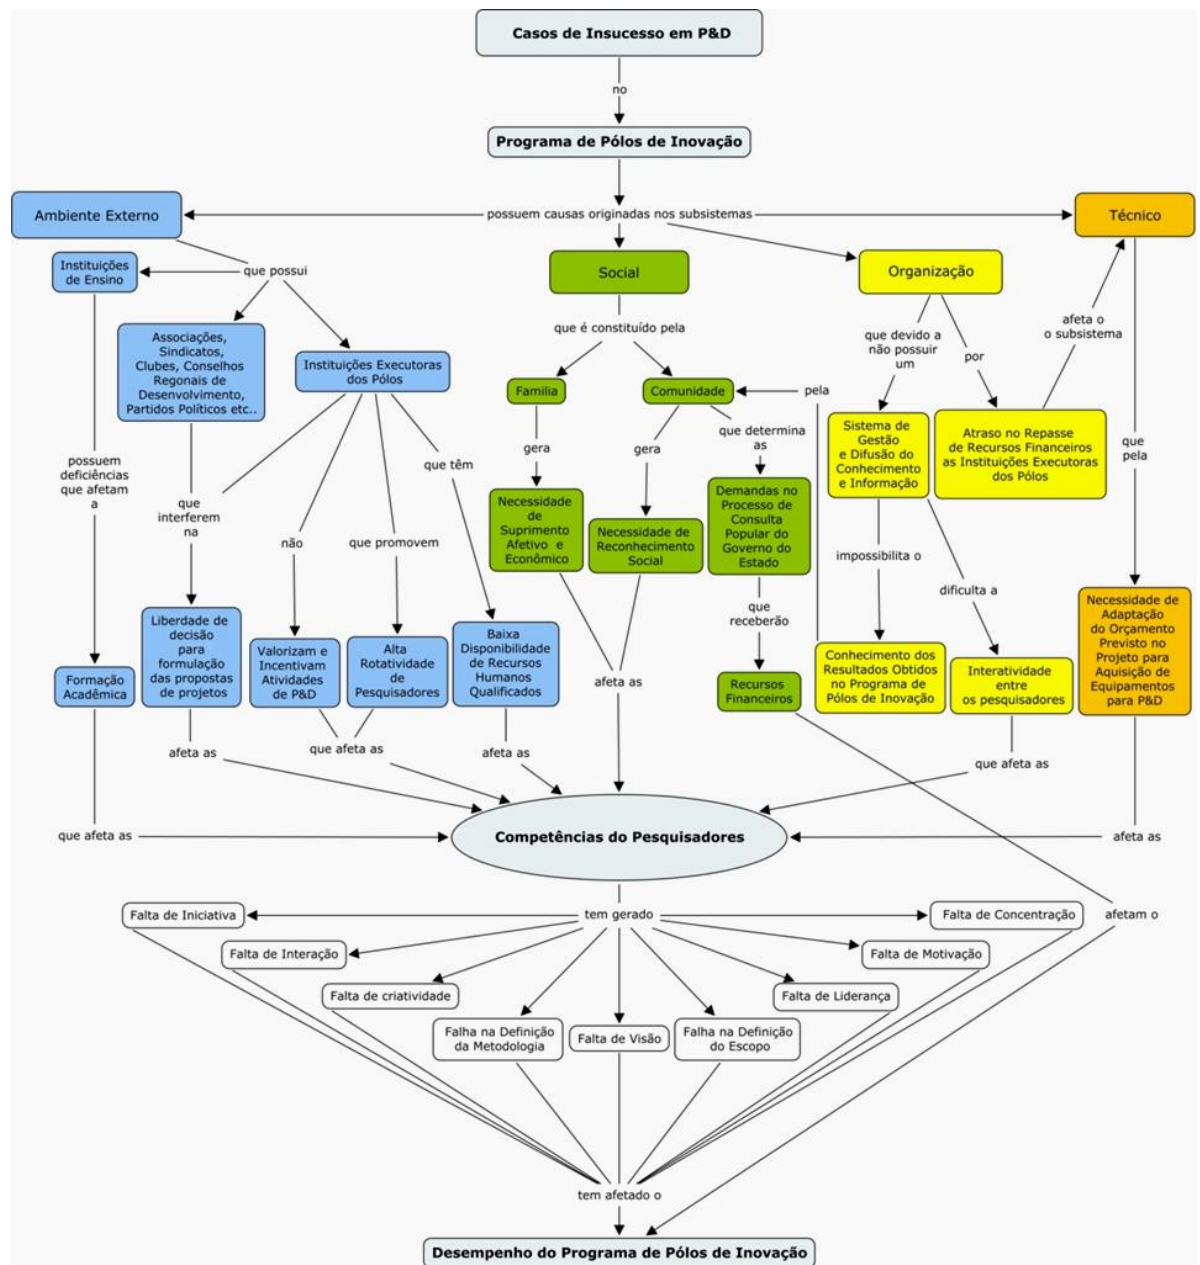 Casos de Insucesso em P&D
no
Programa de Pólos de Inovação
possuem causas originadas nos subsistemas
Ambiente Externo
Técnico
Instituições
de Ensino
que possui
Social
Organização
Associações,
Sindicatos,
Clubes, Conselhos
Regonais de
Desenvolvimento,
Partidos Políticos etc..
Instituições Executoras
dos Pólos
que é constituído pela
que devido a
não possuir
um
por
afeta o
o subsistema
Familia
Comunidade
pela
possuem
deficiências
que afetam
a
que
interferem
na
não
que promovem
que têm
gera
gera
que determina
as
Sistema de
Gestão
e Difusão do
Conhecimento
e Informação
Atraso no Repasse
de Recursos Financeiros
as Instituições Executoras
dos Pólos
que
pela
Necessidade
de
Suprimento
Afetivo e
Econômico
Necessidade
de
Reconhecimento
Social
Demandas no
Processo de
Consulta
Popular do
Governo do
Estado
impossibilita o
dificulta a
que
receberão
Formação
Acadêmica
Liberdade de
decisão
para
formulação
das propostas
de projetos
Valorizam e
Incentivam
Atividades
de P&D
Alta
Rotatividade
de
Pesquisadores
Baixa
Disponibilidade
de Recursos
Humanos
Qualificados
afeta as
Recursos
Financeiros
Conhecimento dos
Resultados Obtidos
no Programa de
Pólos de Inovação
Interatividade
entre
os pesquisadores
Necessidade de
Adaptação
do Orçamento
Previsto no
Projeto para
Aquisição de
Equipamentos
para P&D
afeta as
que afeta as
afeta as
que afeta as
que afeta as
Competências do Pesquisadores
afeta as
tem gerado
Falta de Iniciativa
Falta de Concentração
afetam o
Falta de Interação
Falta de Motivação
Falta de criatividade
Falta de Liderança
Falha na Definição
da Metodologia
Falta de Visão
Falha na Definição
do Escopo
tem afetado o
Desempenho do Programa de Pólos de Inovação